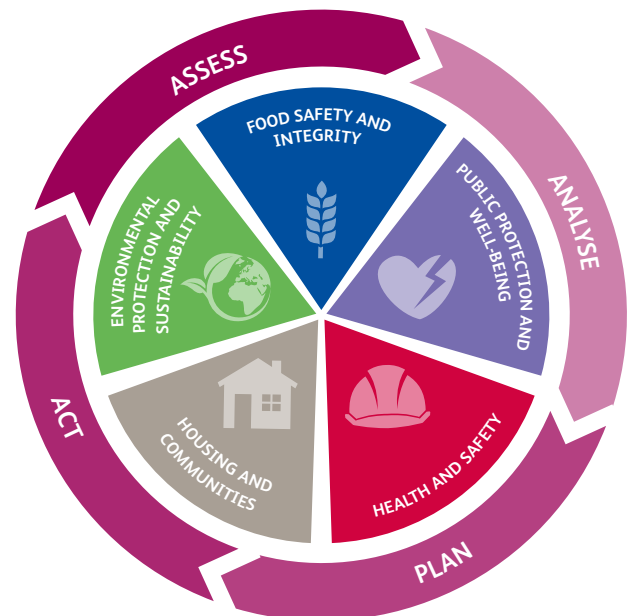 ASSESS
ANALYSE
PLAN
ACT
FOOD SAFETY AND
INTEGRITY
PUBLIC PROTECTION AND
WELL-BEING
HEALTH AND SAFETY
HOUSING AND
COMMUNITIES
ENVIRONMENTAL
PROTECTION AND
SUSTAINABILITY